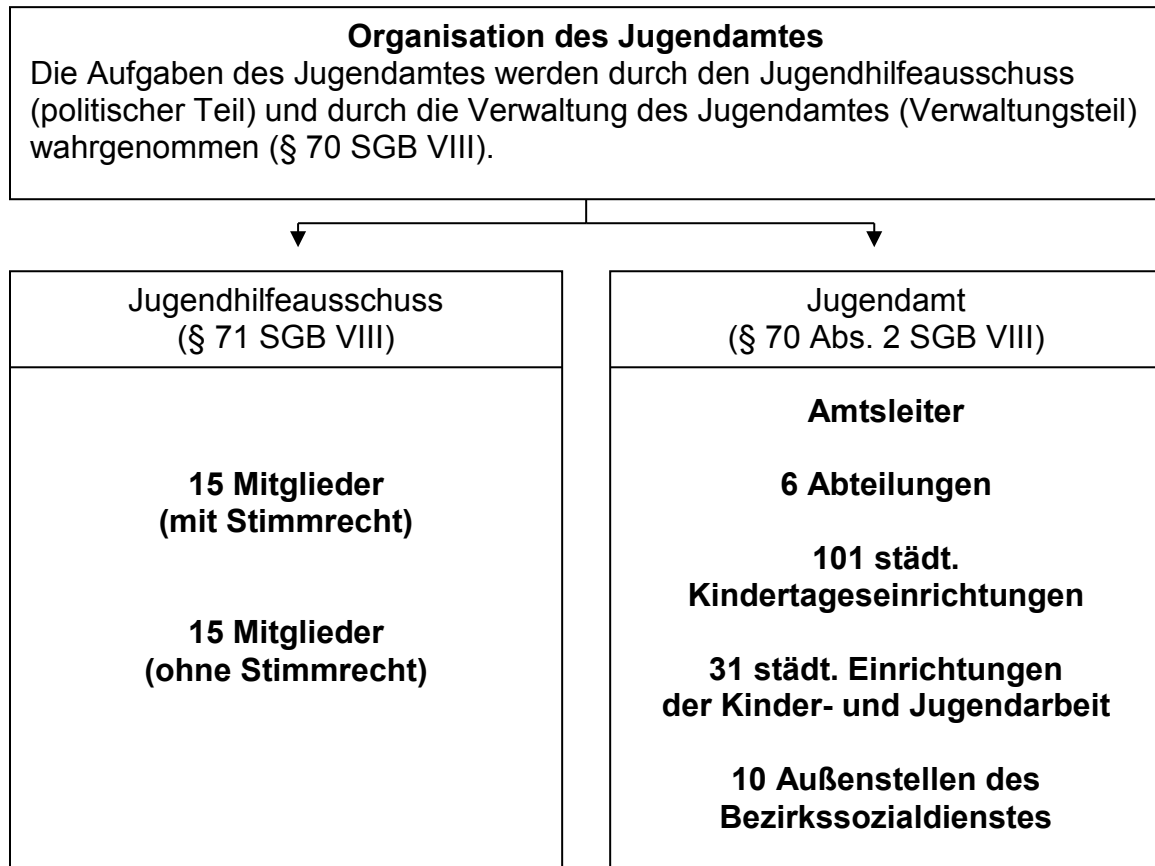 Organisation des Jugendamtes
Die Aufgaben des Jugendamtes werden durch den Jugendhilfeausschuss
(politischer Teil) und durch die Verwaltung des Jugendamtes (Verwaltungsteil)
wahrgenommen (§ 70 SGB VIII).
Jugendhilfeausschuss
(§ 71 SGB VIII)
15 Mitglieder
(mit Stimmrecht)
15 Mitglieder
(ohne Stimmrecht)
Jugendamt
(§ 70 Abs. 2 SGB VIII)
Amtsleiter
6 Abteilungen
101 städt.
Kindertageseinrichtungen
31 städt. Einrichtungen
der Kinder- und Jugendarbeit
10 Außenstellen des
Bezirkssozialdienstes